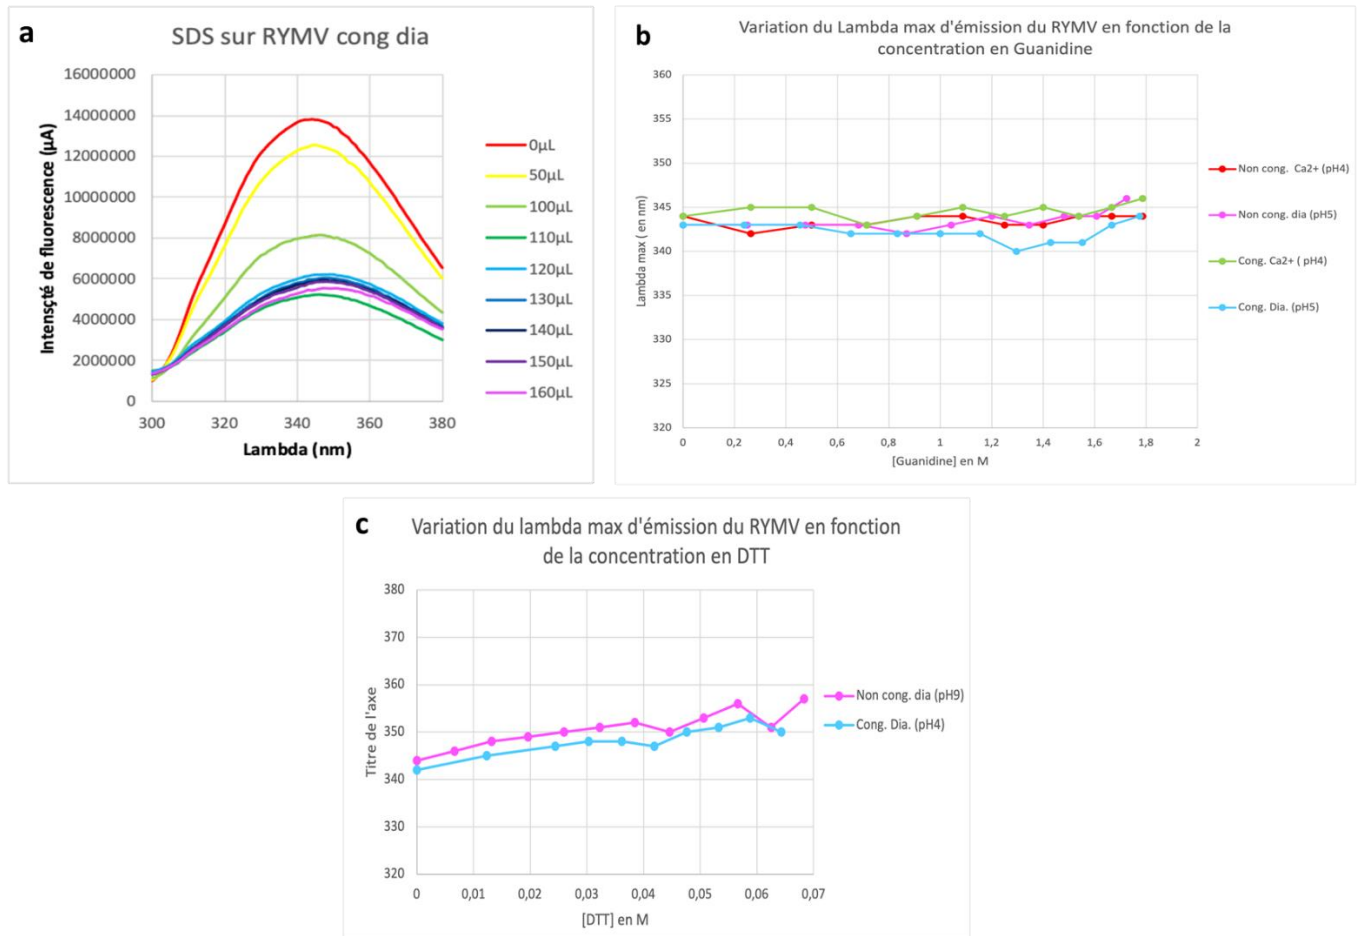 a
SDS sur RYMV cong dia
Intensçté de fluorescence (µA)
16000000
14000000
12000000
10000000
8000000
6000000
4000000
2000000
0
300 320 340 360 380
Lambda (nm)
0µL
50µL
100µL
110µL
120µL
130µL
140µL
150µL
160µL
b
Variation du Lambda max d'émission du RYMV en fonction de la
concentration en Guanidine
Lambda max ( en nm)
360
355
350
345
340
335
330
325
320
0 0,2 0,4 0,6 0,8 1 1,2 1,4 1,6 1,8 2
[Guanidine] en M
Non cong. Ca2+ (pH4)
Non cong. dia (pH5)
Cong. Ca2+ ( pH4)
Cong. Dia. (pH5)
c
Variation du lambda max d'émission du RYMV en fonction
de la concentration en DTT
Titre de l'axe
380
370
360
350
340
330
320
0 0,01 0,02 0,03 0,04 0,05 0,06 0,07
[DTT] en M
Non cong. dia (pH9)
Cong. Dia. (pH4)